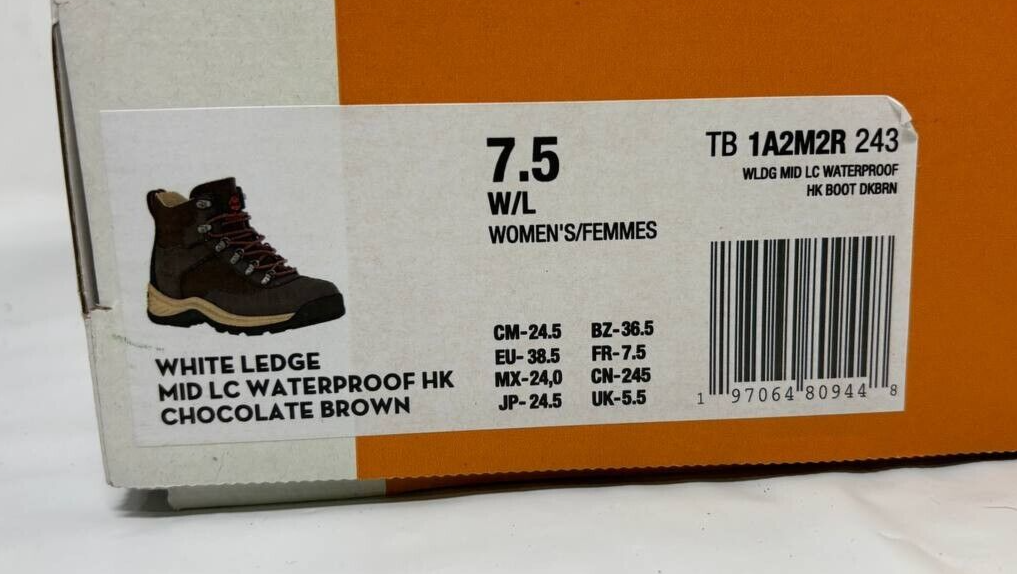 7.5
W/L
WOMEN'S/FEMMES
TB 1A2M2R 243
WLDG MID LC WATERPROOF
HK BOOT DKBRN
WHITE LEDGE
MID LC WATERPROOF HK
CHOCOLATE BROWN
CM-24.5 BZ-36.5
EU-38.5 FR-7.5
MX-24,0 CN-245
JP-24.5 UK-5.5
1 97064 80944 8